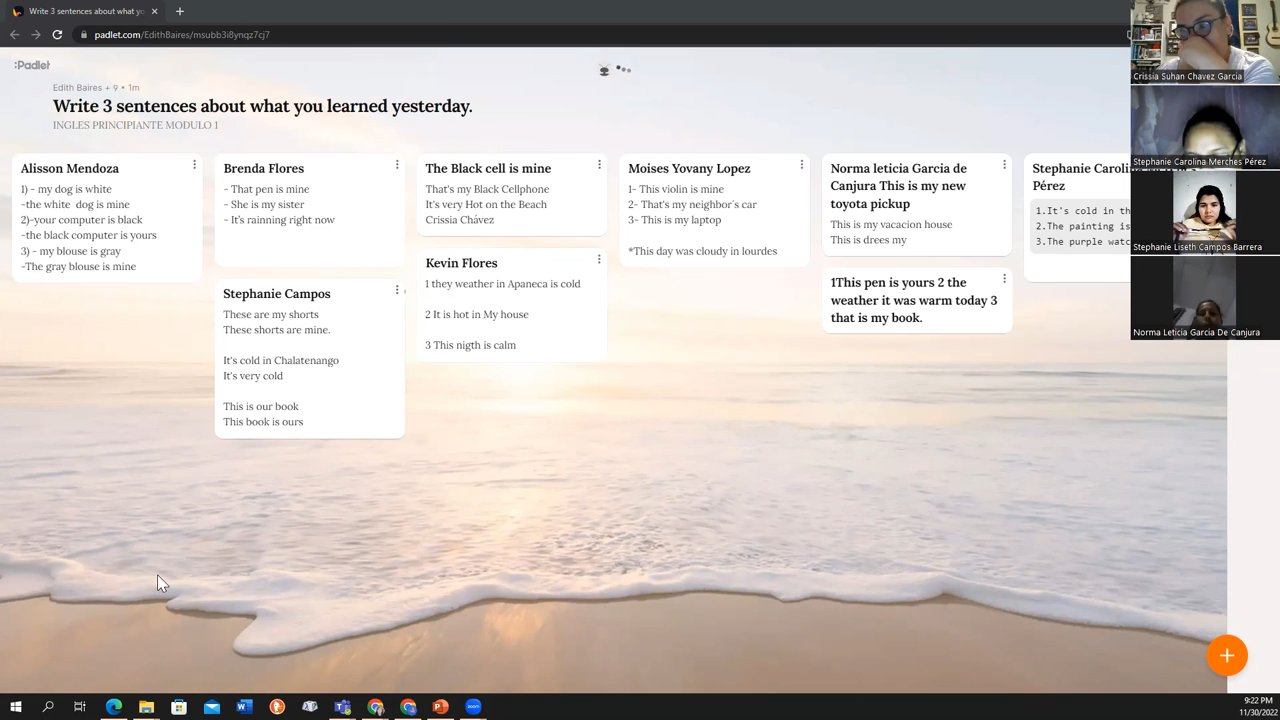 Write 3 sentences about what yo
padlet.com/EdithBaires/msubb3i8ynqz7cj7
:Padlet
Edith Baires + 9 • 1m
Write 3 sentences about what you learned yesterday.
INGLES PRINCIPIANTE MODULO 1
Alisson Mendoza
1) - my dog is white
-the white dog is mine
2)-your computer is black
-the black computer is yours
3) - my blouse is gray
-The gray blouse is mine
Brenda Flores
- That pen is mine
- She is my sister
- It's rainning right now
Stephanie Campos
These are my shorts
These shorts are mine.
It's cold in Chalatenango
It's very cold
This is our book
This book is ours
The Black cell is mine
That's my Black Cellphone
It's very Hot on the Beach
Crissia Chávez
Kevin Flores
1 they weather in Apaneca is cold
2 It is hot in My house
3 This nigth is calm
Moises Yovany Lopez
1- This violin is mine
2- That's my neighbor´s car
3- This is my laptop
*This day was cloudy in lourdes
Norma leticia Garcia de
Canjura This is my new
toyota pickup
This is my vacacion house
This is drees my
1This pen is yours 2 the
weather it was warm today 3
that is my book.
Stephanie Caroli
Pérez
1.It's cold in th
2.The painting is
3.The purple watc
Crissia Suhan Chavez Garcia
Stephanie Carolina Merches Pérez
Stephanie Liseth Campos Barrera
Norma Leticia Garcia De Canjura
9:22 PM
11/30/2022